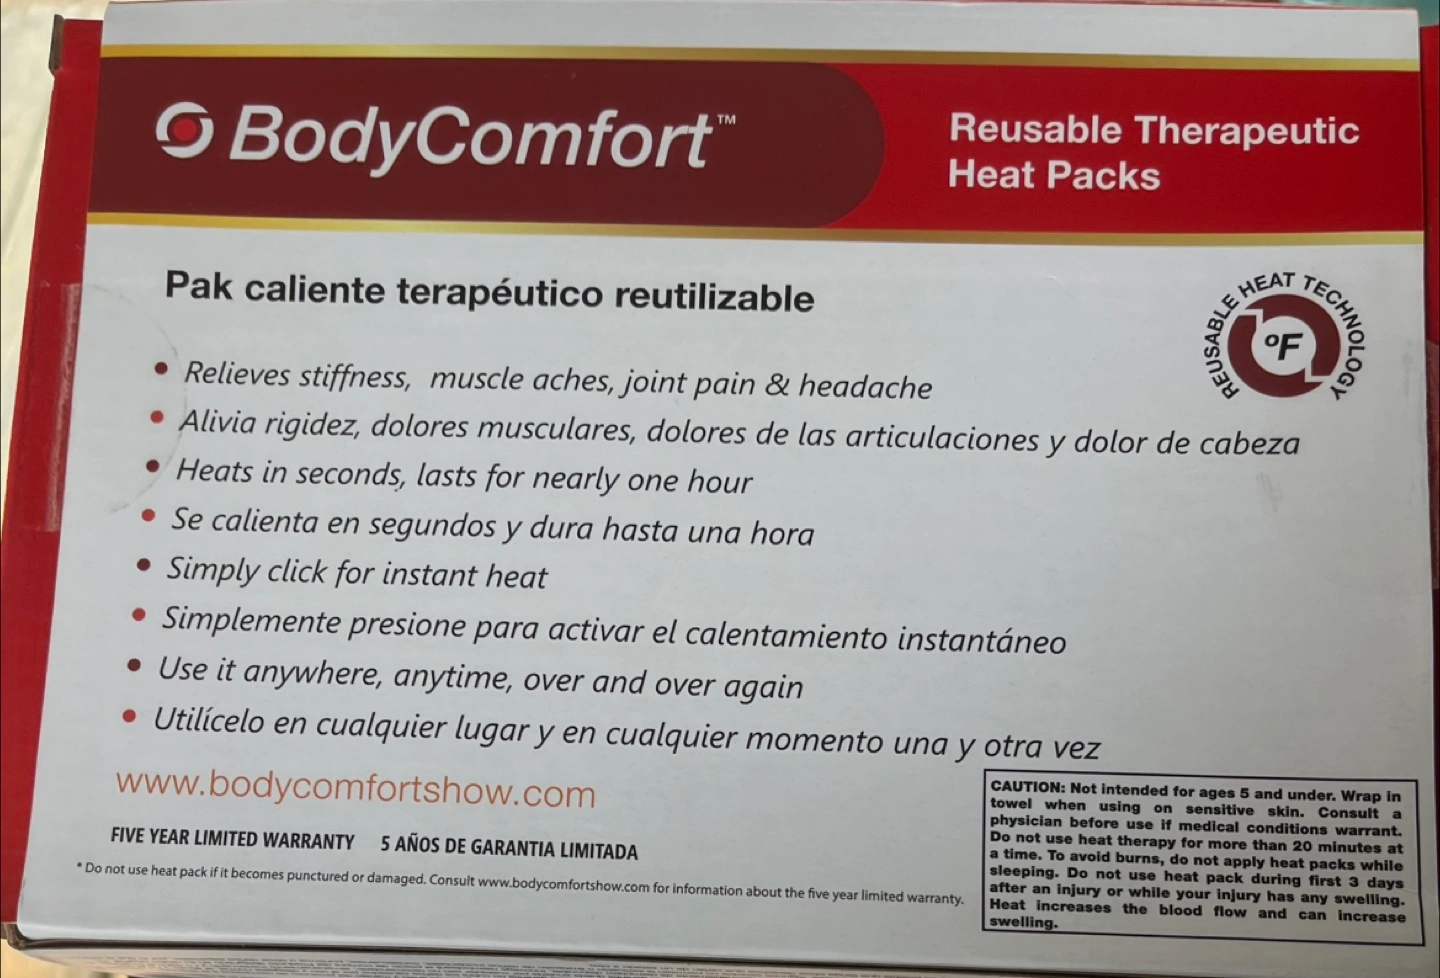 BodyComfort™
Reusable Therapeutic
Heat Packs
Pak caliente terapéutico reutilizable
REUSABLE HEAT TECHNOLOGY
ºF
• Relieves stiffness, muscle aches, joint pain & headache
• Alivia rigidez, dolores musculares, dolores de las articulaciones y dolor de cabeza
• Heats in seconds, lasts for nearly one hour
• Se calienta en segundos y dura hasta una hora
• Simply click for instant heat
• Simplemente presione para activar el calentamiento instantáneo
• Use it anywhere, anytime, over and over again
• Utilícelo en cualquier lugar y en cualquier momento una y otra vez
www.bodycomfortshow.com
FIVE YEAR LIMITED WARRANTY 5 AÑOS DE GARANTIA LIMITADA
* Do not use heat pack if it becomes punctured or damaged. Consult www.bodycomfortshow.com for information about the five year limited warranty.
CAUTION: Not intended for ages 5 and under. Wrap in
towel when using on sensitive skin. Consult a
physician before use if medical conditions warrant.
Do not use heat therapy for more than 20 minutes at
a time. To avoid burns, do not apply heat packs while
sleeping. Do not use heat pack during first 3 days
after an injury or while your injury has any swelling.
Heat increases the blood flow and can increase
swelling.